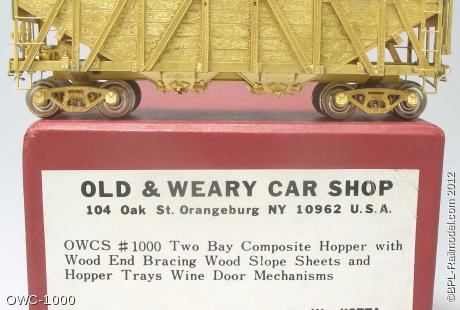 OLD & WEARY CAR SHOP
104 Oak St. Orangeburg NY 10962 U.S.A.
OWCS #1000 Two Bay Composite Hopper with
Wood End Bracing Wood Slope Sheets and
Hopper Trays Wine Door Mechanisms
OWC-1000
©BPL-Railmodel.com 2012